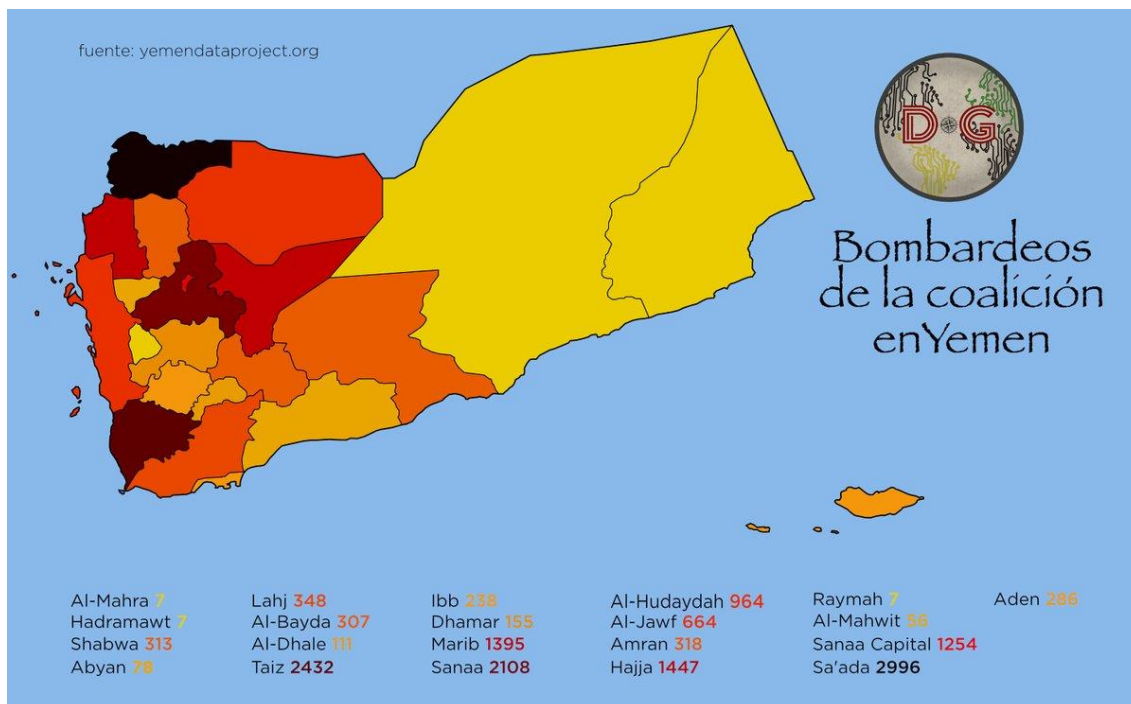 fuente: yemendataproject.org
D G
Bombardeos
de la coalición
enYemen
Al-Mahra 7
Hadramawt 7
Shabwa 313
Abyan 78
Lahj 348
Al-Bayda 307
Al-Dhale 111
Taiz 2432
Ibb 238
Dhamar 155
Marib 1395
Sanaa 2108
Al-Hudaydah 964
Al-Jawf 664
Amran 318
Hajja 1447
Raymah 7
Al-Mahwit 56
Sanaa Capital 1254
Sa'ada 2996
Aden 286